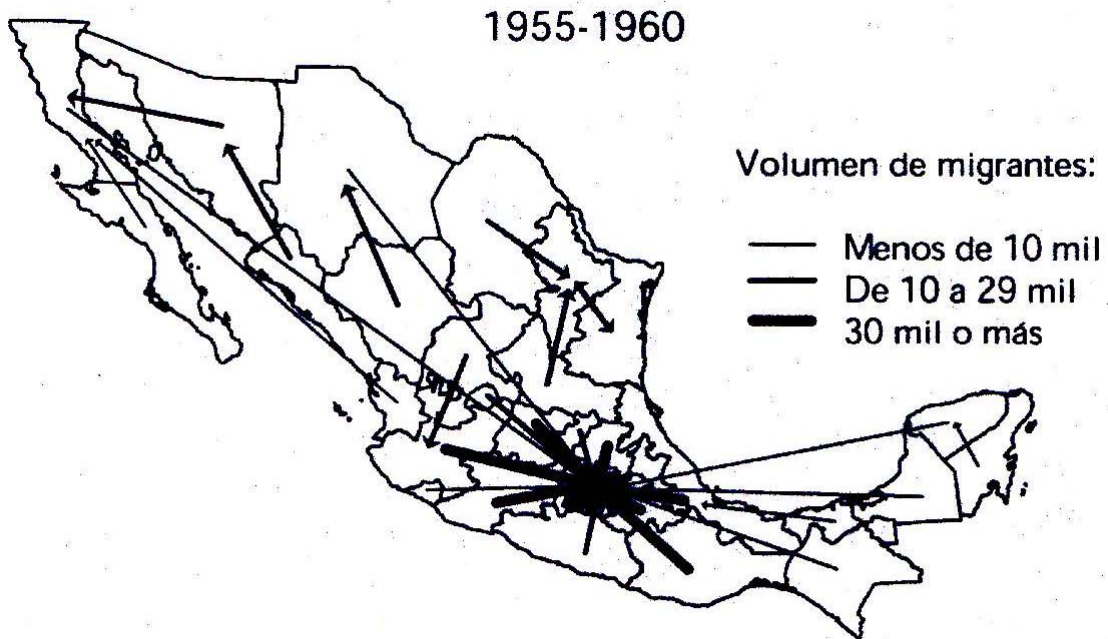 1955-1960
Volumen de migrantes:
Menos de 10 mil
De 10 a 29 mil
30 mil o más